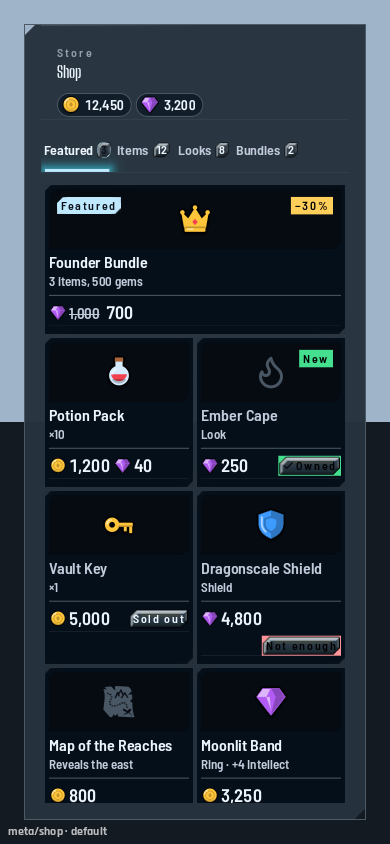 Store
Shop
12,450 3,200
Featured Items 12 Looks 8 Bundles 2
Featured
−30%
Founder Bundle
3 Items, 500 gems
1,000 700
Potion Pack
×10
1,200 40
New
Ember Cape
Look
250 Owned
Vault Key
×1
5,000 Sold out
Dragonscale Shield
Shield
4,800
Not enough
Map of the Reaches
Reveals the east
800
Moonlit Band
Ring · +4 Intellect
3,250
meta/shop · default